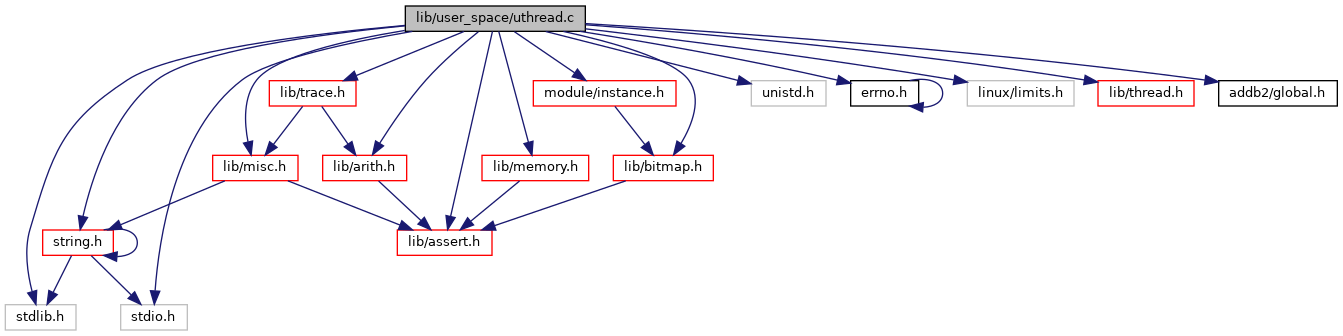 lib/user_space/uthread.c
lib/trace.h
module/instance.h
unistd.h
errno.h
linux/limits.h
lib/thread.h
addb2/global.h
lib/misc.h
lib/arith.h
lib/memory.h
lib/bitmap.h
string.h
lib/assert.h
stdlib.h
stdio.h